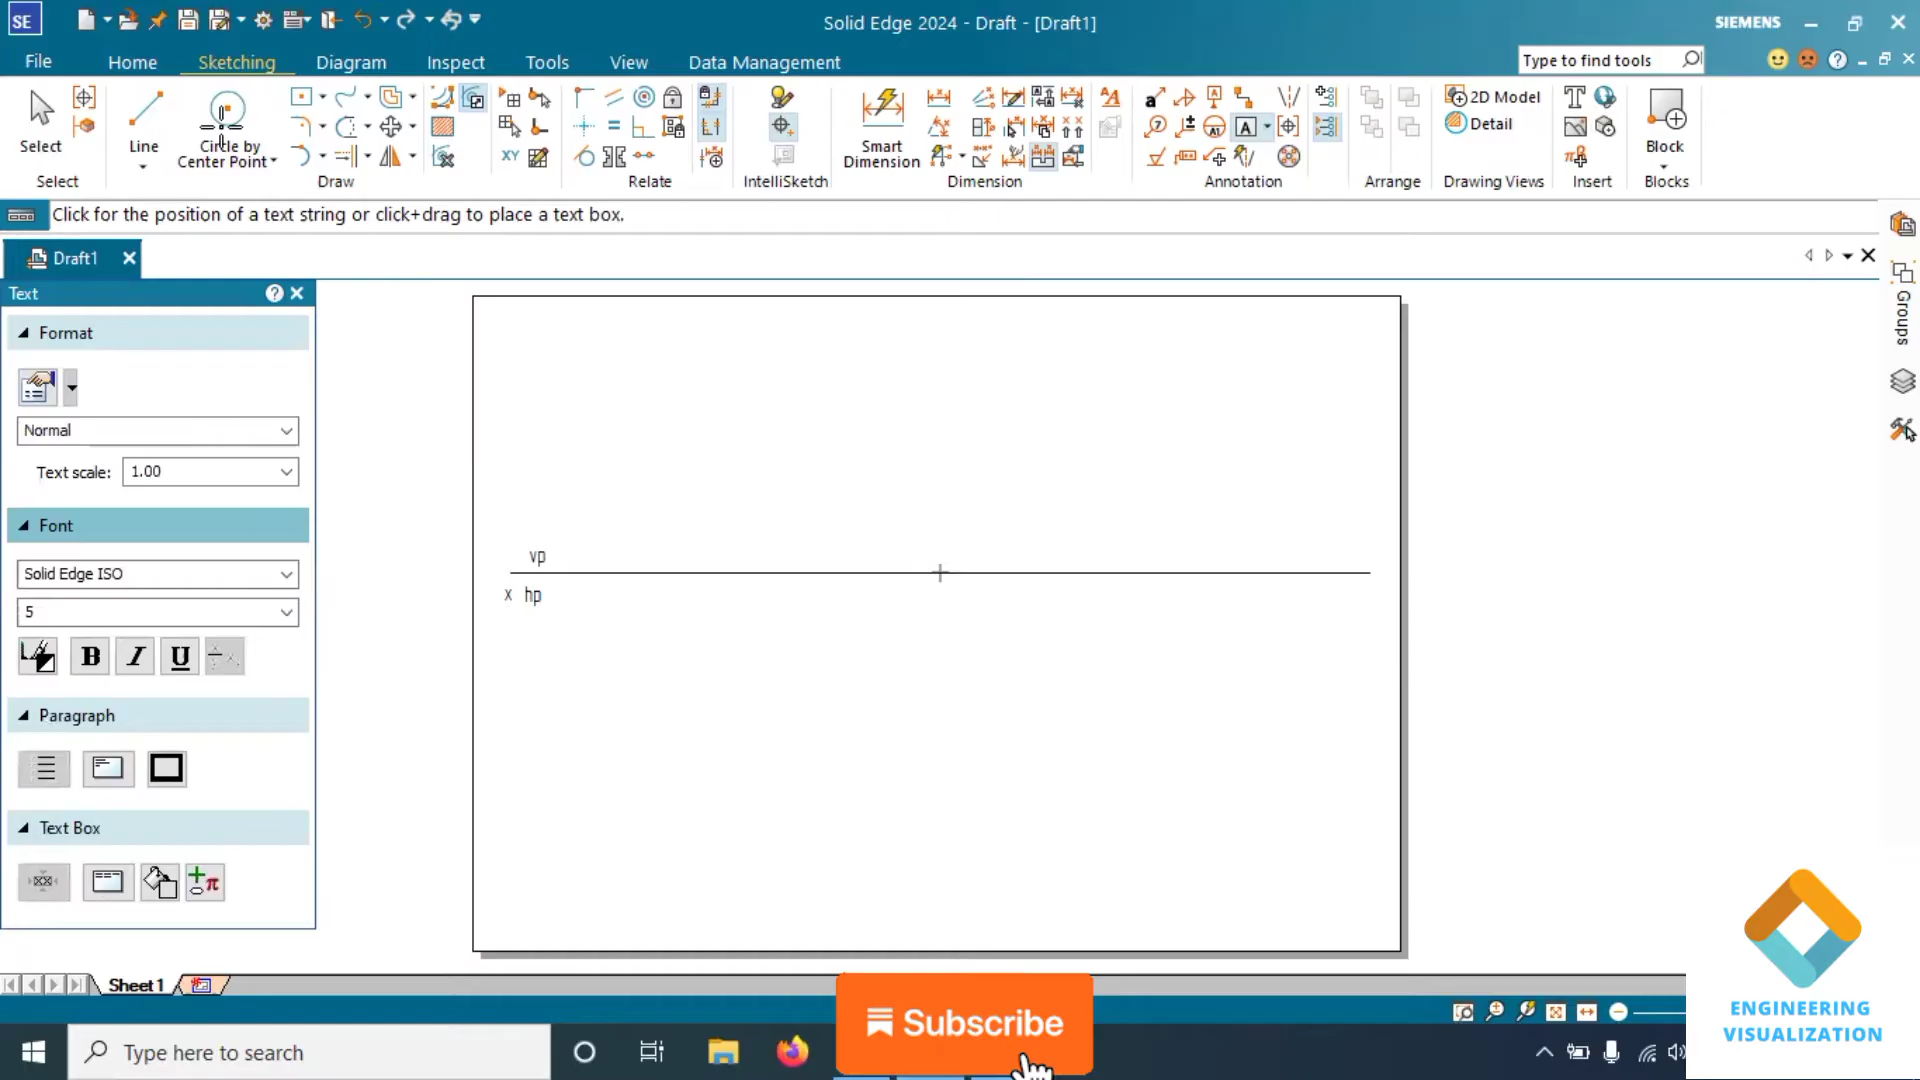 SE
Solid Edge 2024 - Draft - [Draft1]
SIEMENS
File
Home
Sketching
Diagram
Inspect
Tools
View
Data Management
Type to find tools
Select
Line
Circle by
Center Point
Smart
Dimension
2D Model
Detail
Block
XY
Select
Draw
Relate
IntelliSketch
Dimension
Annotation
Arrange
Drawing Views
Insert
Blocks
Click for the position of a text string or click+drag to place a text box.
Draft1
Text
Format
Normal
Text scale:
1.00
Font
Solid Edge ISO
5
B
I
U
Paragraph
Text Box
vp
x hp
Groups
Sheet1
Type here to search
Subscribe
ENGINEERING
VISUALIZATION